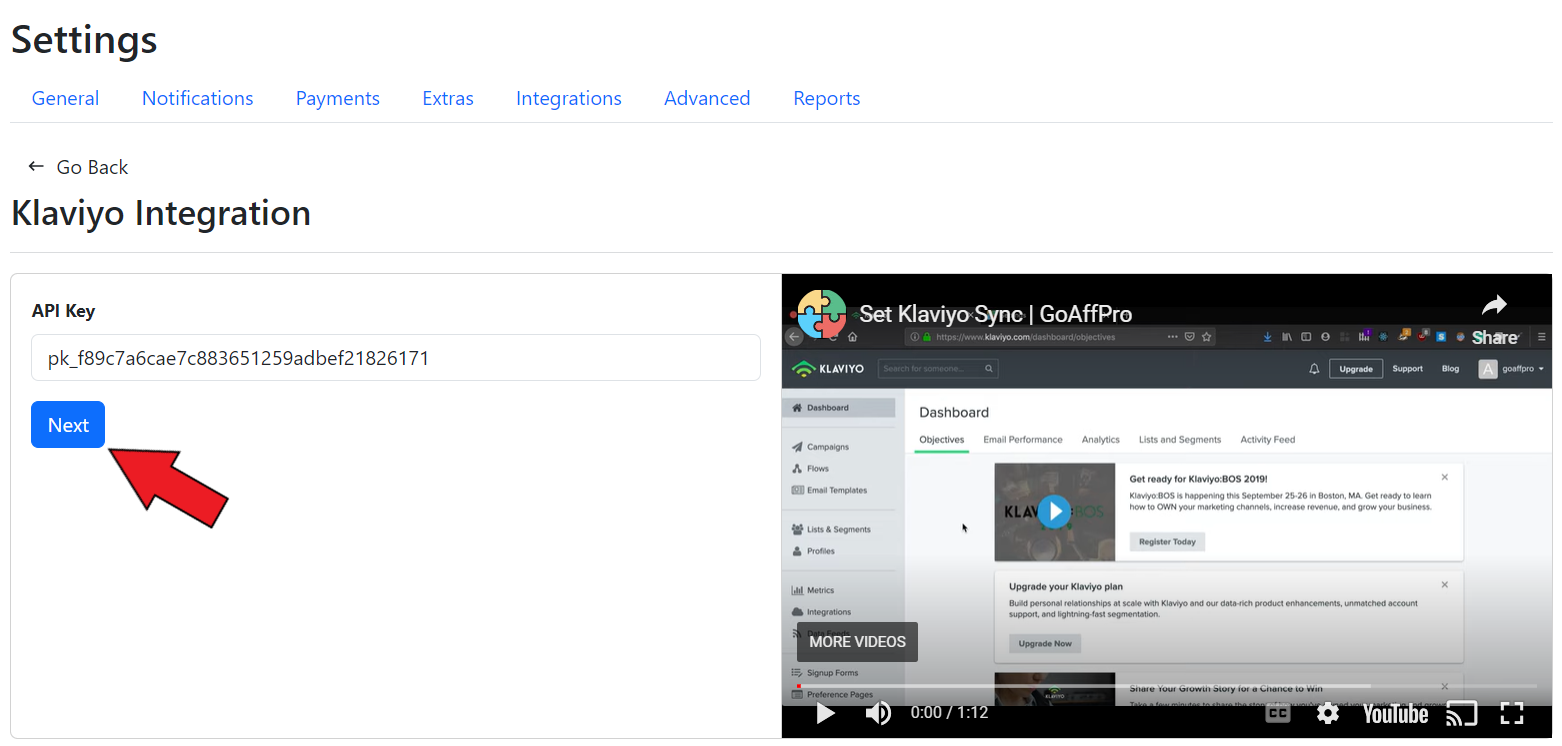 Settings
General Notifications Payments Extras Integrations Advanced Reports
← Go Back
Klaviyo Integration
API Key
pk_f89c7a6cae7c883651259adbef21826171
Next
Set Klaviyo Sync | GoAffPro
Share
https://www.klaviyo.com/dashboard/objectives
KLAVIYO
Search for someone...
Upgrade Support Blog A goaffpro
Dashboard
Campaigns
Flows
Email Templates
Lists & Segments
Profiles
Metrics
Integrations
Signup Forms
Preference Pages
Dashboard
Objectives Email Performance Analytics Lists and Segments Activity Feed
Get ready for Klaviyo:BOS 2019!
Klaviyo:BOS is happening this September 25-26 in Boston, MA. Get ready to learn
how to OWN your marketing channels, increase revenue, and grow your business.
Register Today
Upgrade your Klaviyo plan
Build personal relationships at scale with Klaviyo and our data-rich product enhancements, unmatched account
support, and lightning-fast segmentation.
Upgrade Now
Share Your Growth Story for a Chance to Win
MORE VIDEOS
0:00 / 1:12
CC
YouTube